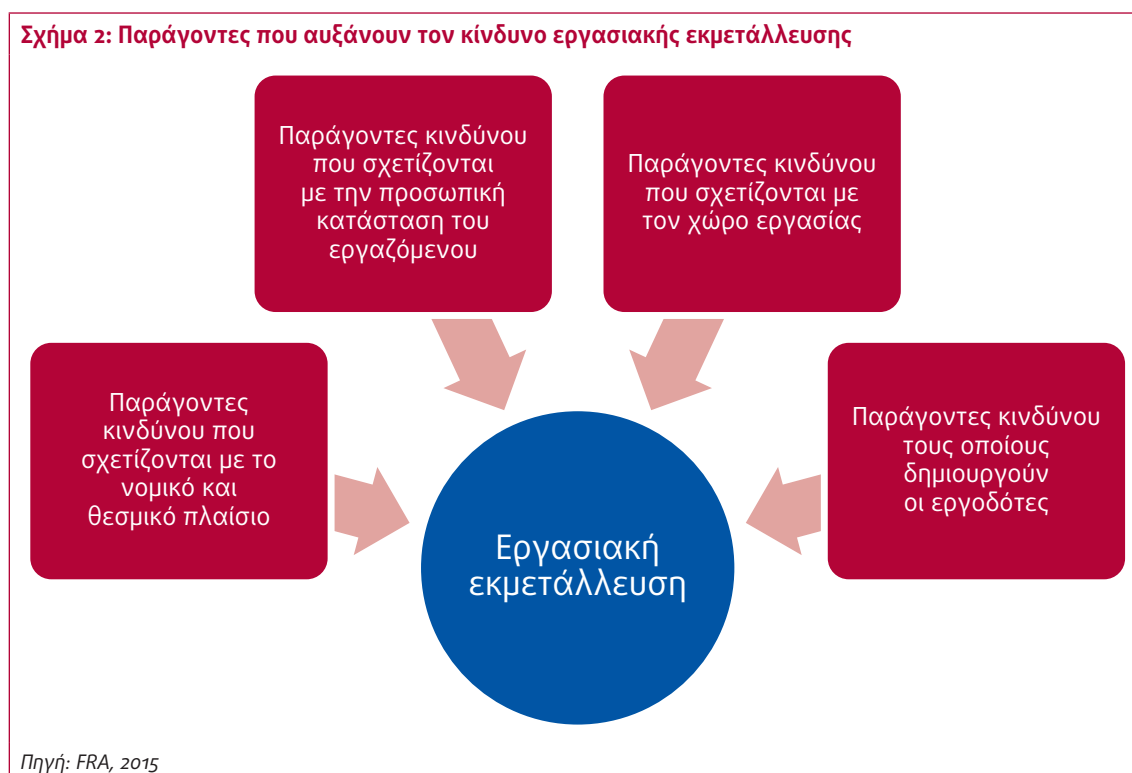 Σχήμα 2: Παράγοντες που αυξάνουν τον κίνδυνο εργασιακής εκμετάλλευσης
Παράγοντες κινδύνου
που σχετίζονται
με την προσωπική
κατάσταση του
εργαζόμενου
Παράγοντες κινδύνου
που σχετίζονται με
τον χώρο εργασίας
Παράγοντες
κινδύνου που
σχετίζονται με το
νομικό και
θεσμικό πλαίσιο
Παράγοντες κινδύνου
τους οποίους
δημιουργούν
οι εργοδότες
Εργασιακή
εκμετάλλευση
Πηγή: FRA, 2015